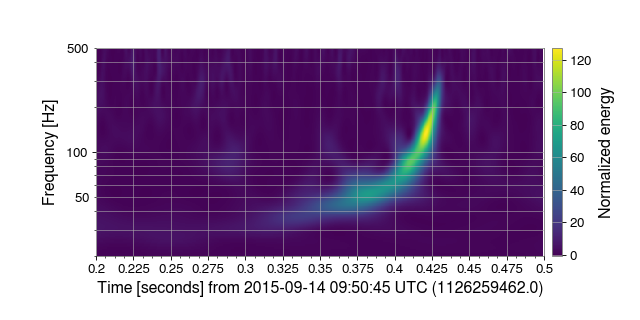 500
100
50
Frequency [Hz]
0.2 0.225 0.25 0.275 0.3 0.325 0.35 0.375 0.4 0.425 0.45 0.475 0.5
Time [seconds] from 2015-09-14 09:50:45 UTC (1126259462.0)
120
100
80
60
40
20
0
Normalized energy